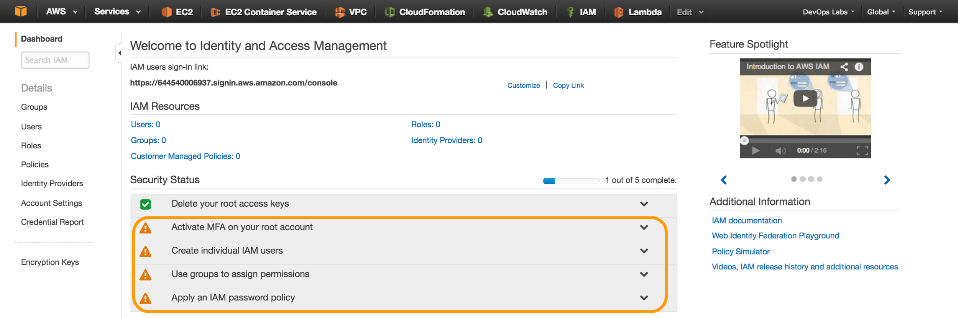 AWS Services EC2 EC2 Container Service VPC CloudFormation CloudWatch IAM Lambda Edit DevOps Labs Global Support
Dashboard
Search IAM
Details
Groups
Users
Roles
Policies
Identity Providers
Account Settings
Credential Report
Encryption Keys
Welcome to Identity and Access Management
IAM users sign-in link:
https://644540006937.signin.aws.amazon.com/console
Customize | Copy Link
IAM Resources
Users: 0 Roles: 0
Groups: 0 Identity Providers: 0
Customer Managed Policies: 0
Security Status 1 out of 5 complete.
Delete your root access keys
Activate MFA on your root account
Create individual IAM users
Use groups to assign permissions
Apply an IAM password policy
Feature Spotlight
Introduction to AWS IAM
0:00 / 2:16
Additional Information
IAM documentation
Web Identity Federation Playground
Policy Simulator
Videos, IAM release history and additional resources